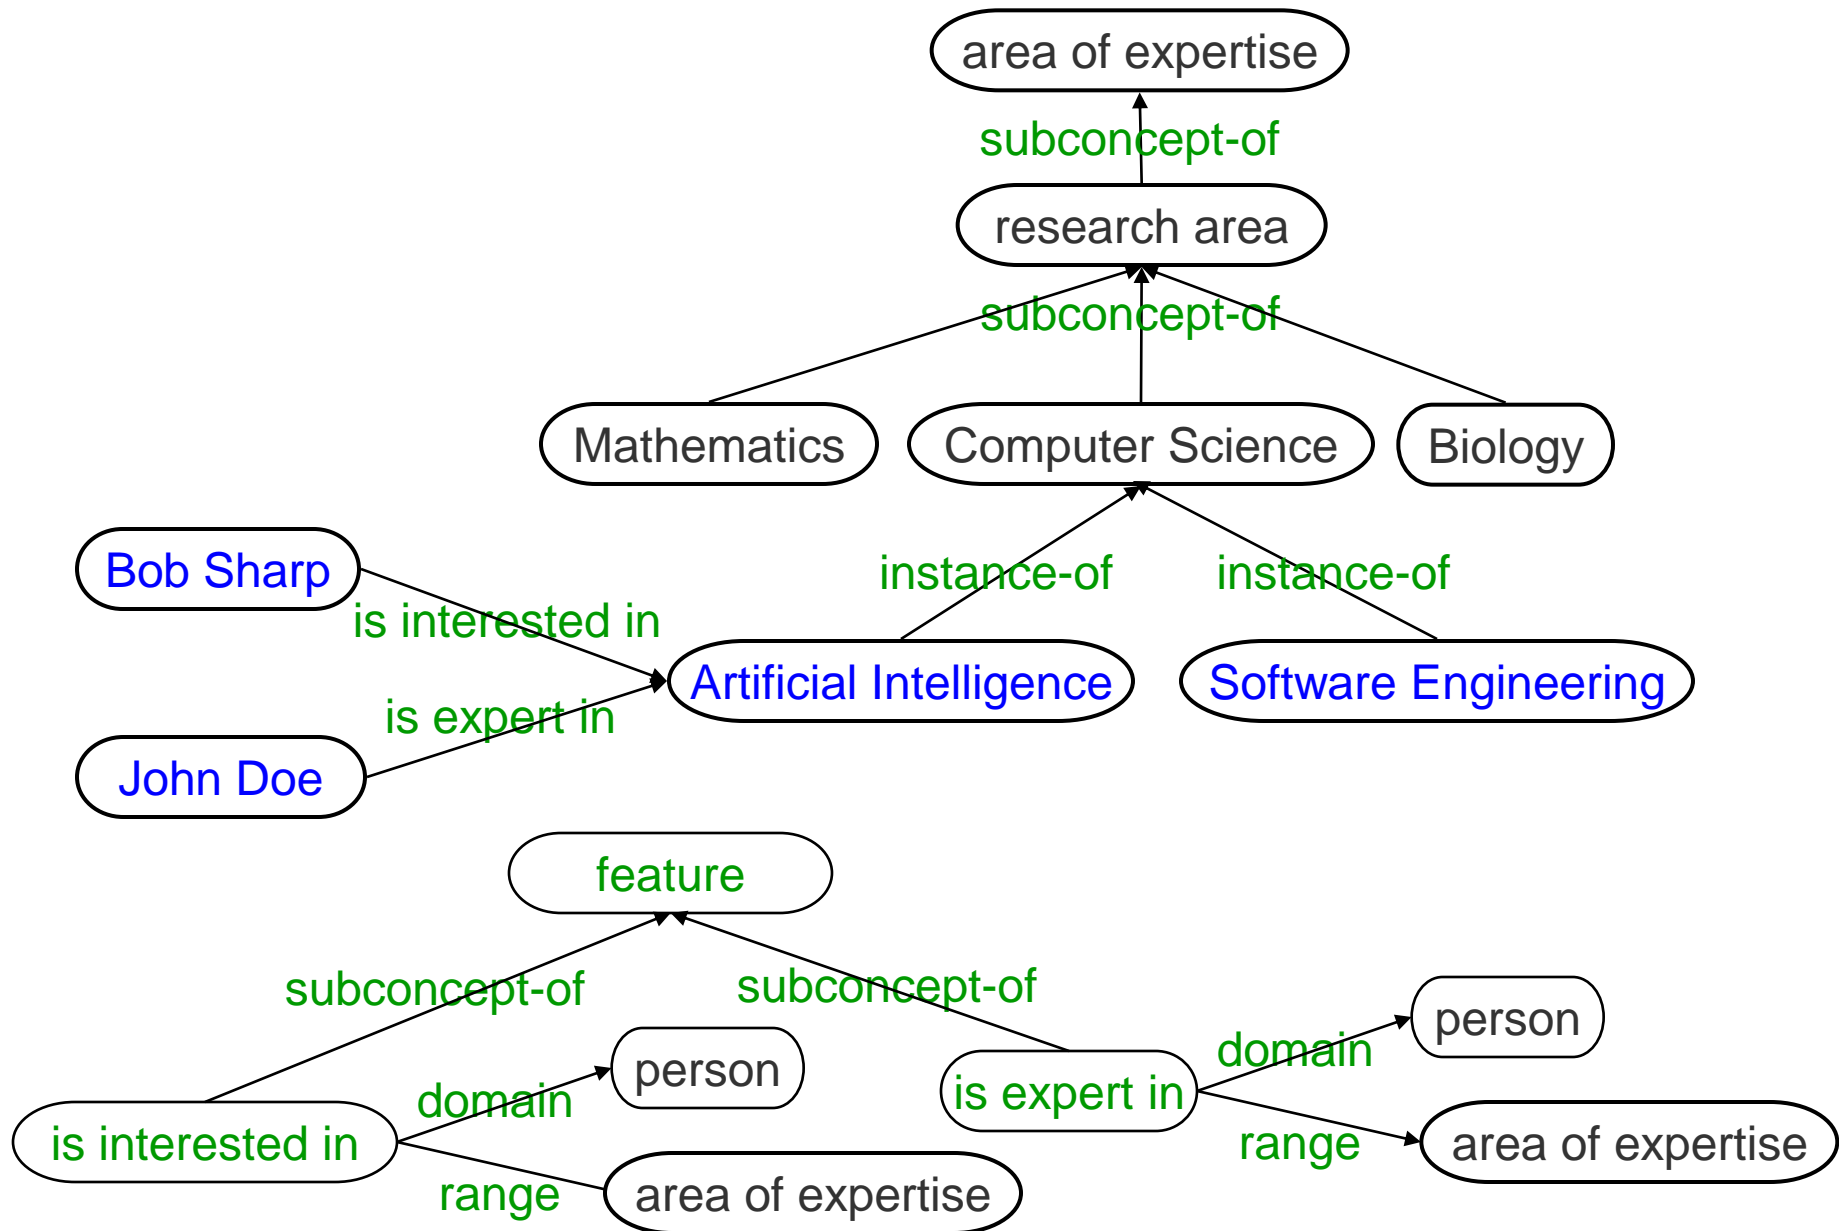 area of expertise
subconcept-of
research area
subconcept-of
Mathematics
Computer Science
Biology
Bob Sharp
instance-of
instance-of
is interested in
Artificial Intelligence
Software Engineering
is expert in
John Doe
feature
subconcept-of
subconcept-of
person
domain
person
domain
is expert in
is interested in
range
area of expertise
range
area of expertise